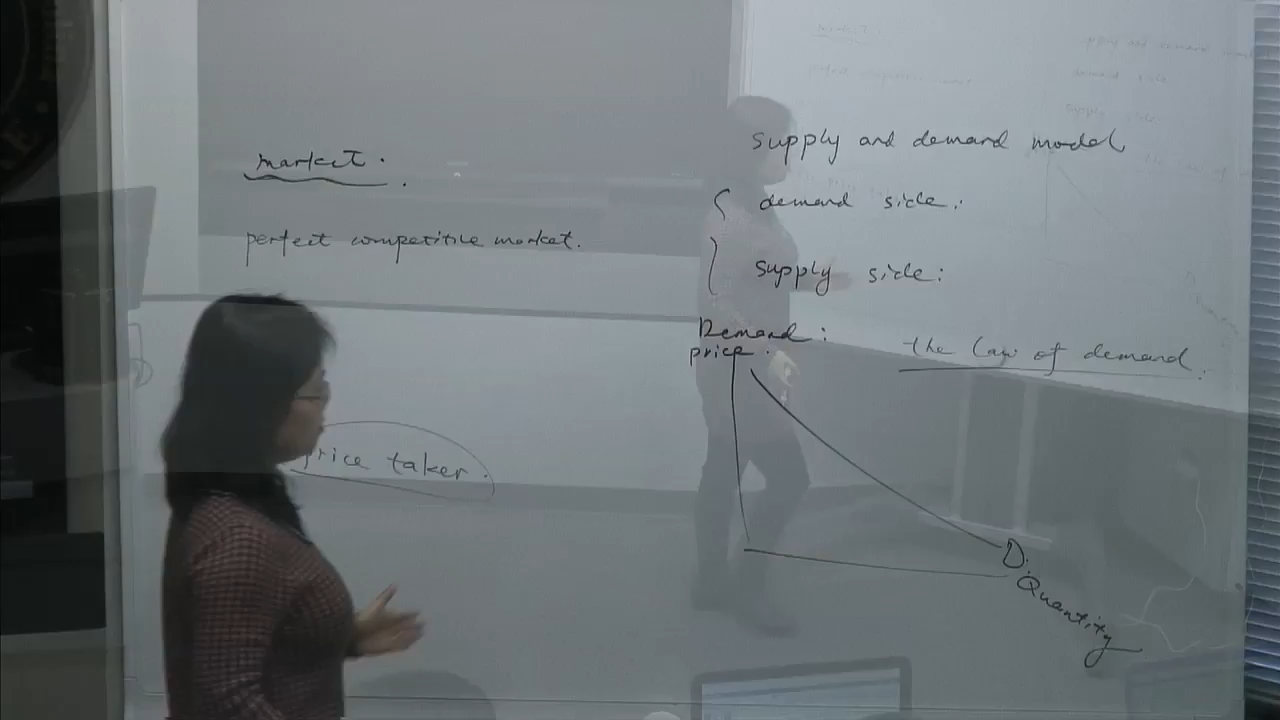 market.
perfect competitive market.
price taker.
supply and demand model
demand side:
supply side:
Demand:
the law of demand.
price
D.
Quantity